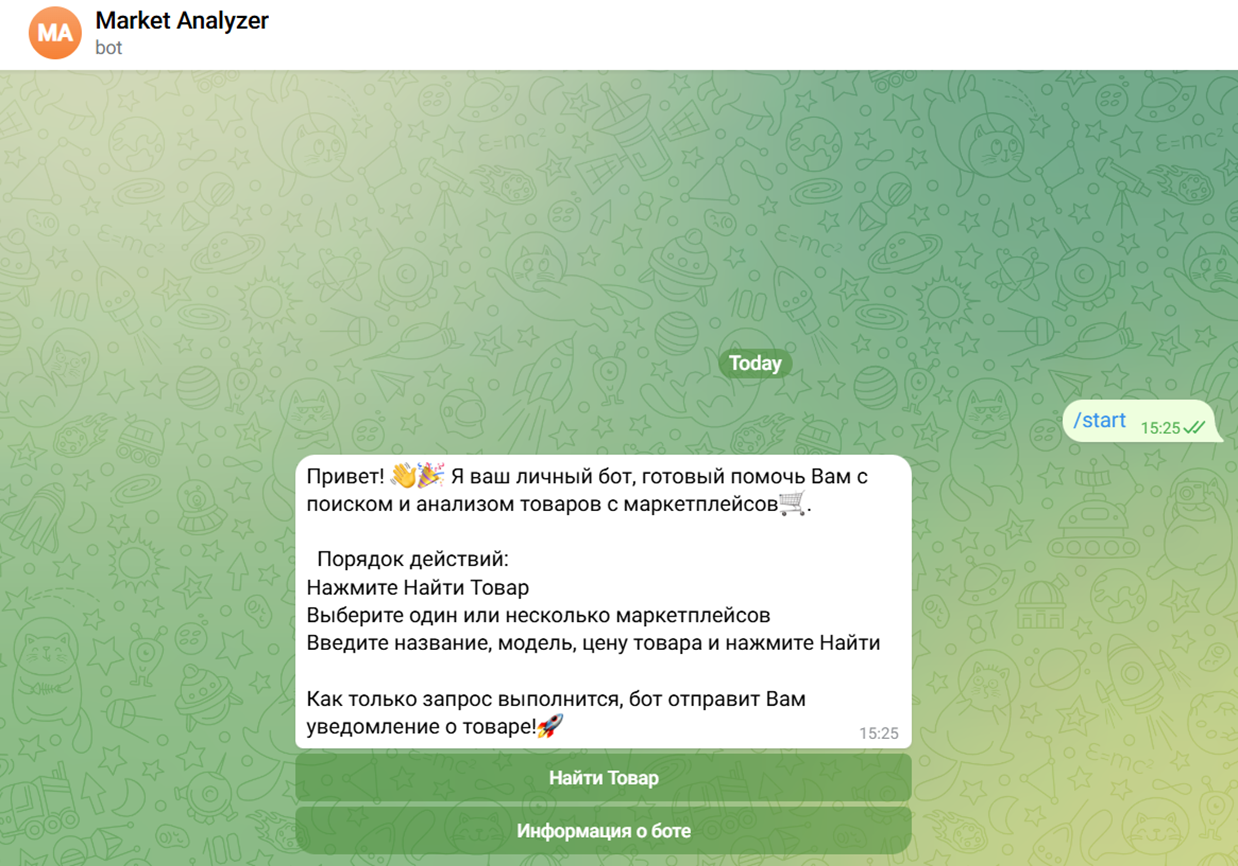 MA
Market Analyzer
bot
Today
/start 15:25
Привет! 👋🎉 Я ваш личный бот, готовый помочь Вам с
поиском и анализом товаров с маркетплейсов🛒.
Порядок действий:
Нажмите Найти Товар
Выберите один или несколько маркетплейсов
Введите название, модель, цену товара и нажмите Найти
Как только запрос выполнится, бот отправит Вам
уведомление о товаре!🚀
15:25
Найти Товар
Информация о боте